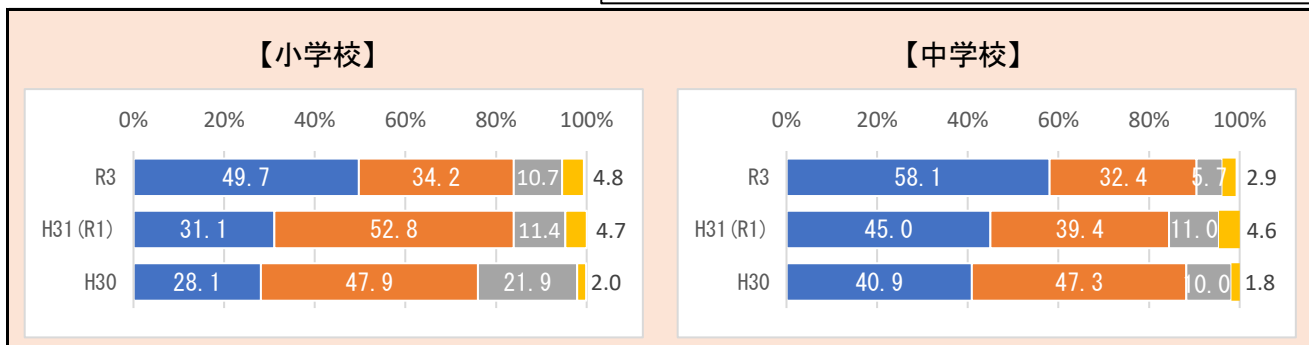 【小学校】
0% 20% 40% 60% 80% 100%
R3 49.7 34.2 10.7 4.8
H31(R1) 31.1 52.8 11.4 4.7
H30 28.1 47.9 21.9 2.0
【中学校】
0% 20% 40% 60% 80% 100%
R3 58.1 32.4 5.7 2.9
H31(R1) 45.0 39.4 11.0 4.6
H30 40.9 47.3 10.0 1.8